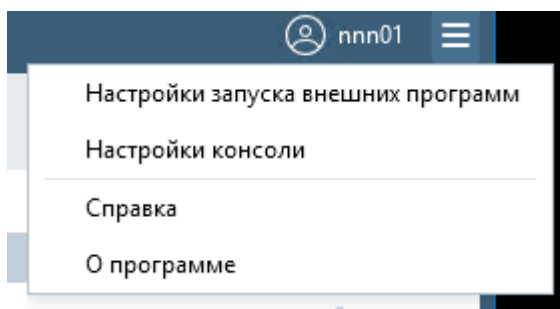 nnn01
Настройки запуска внешних программ
Настройки консоли
Справка
О программе